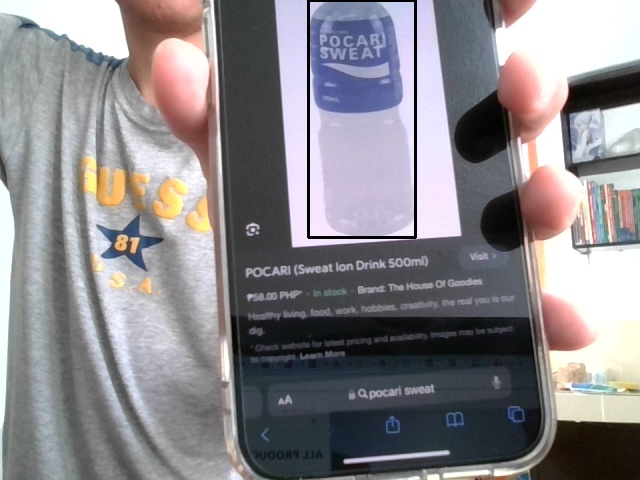 POCARI
SWEAT
GUESS
81
U.S.A.
POCARI (Sweat Ion Drink 500ml)
Visit >
₱58.00 PHP* · In stock · Brand: The House Of Goodies
Healthy living, food, work, hobbies, creativity, the real you is our
dig.
* Check website for latest pricing and availability. Images may be subject
to copyright. Learn More
AA
pocari sweat
ALL PRODUC